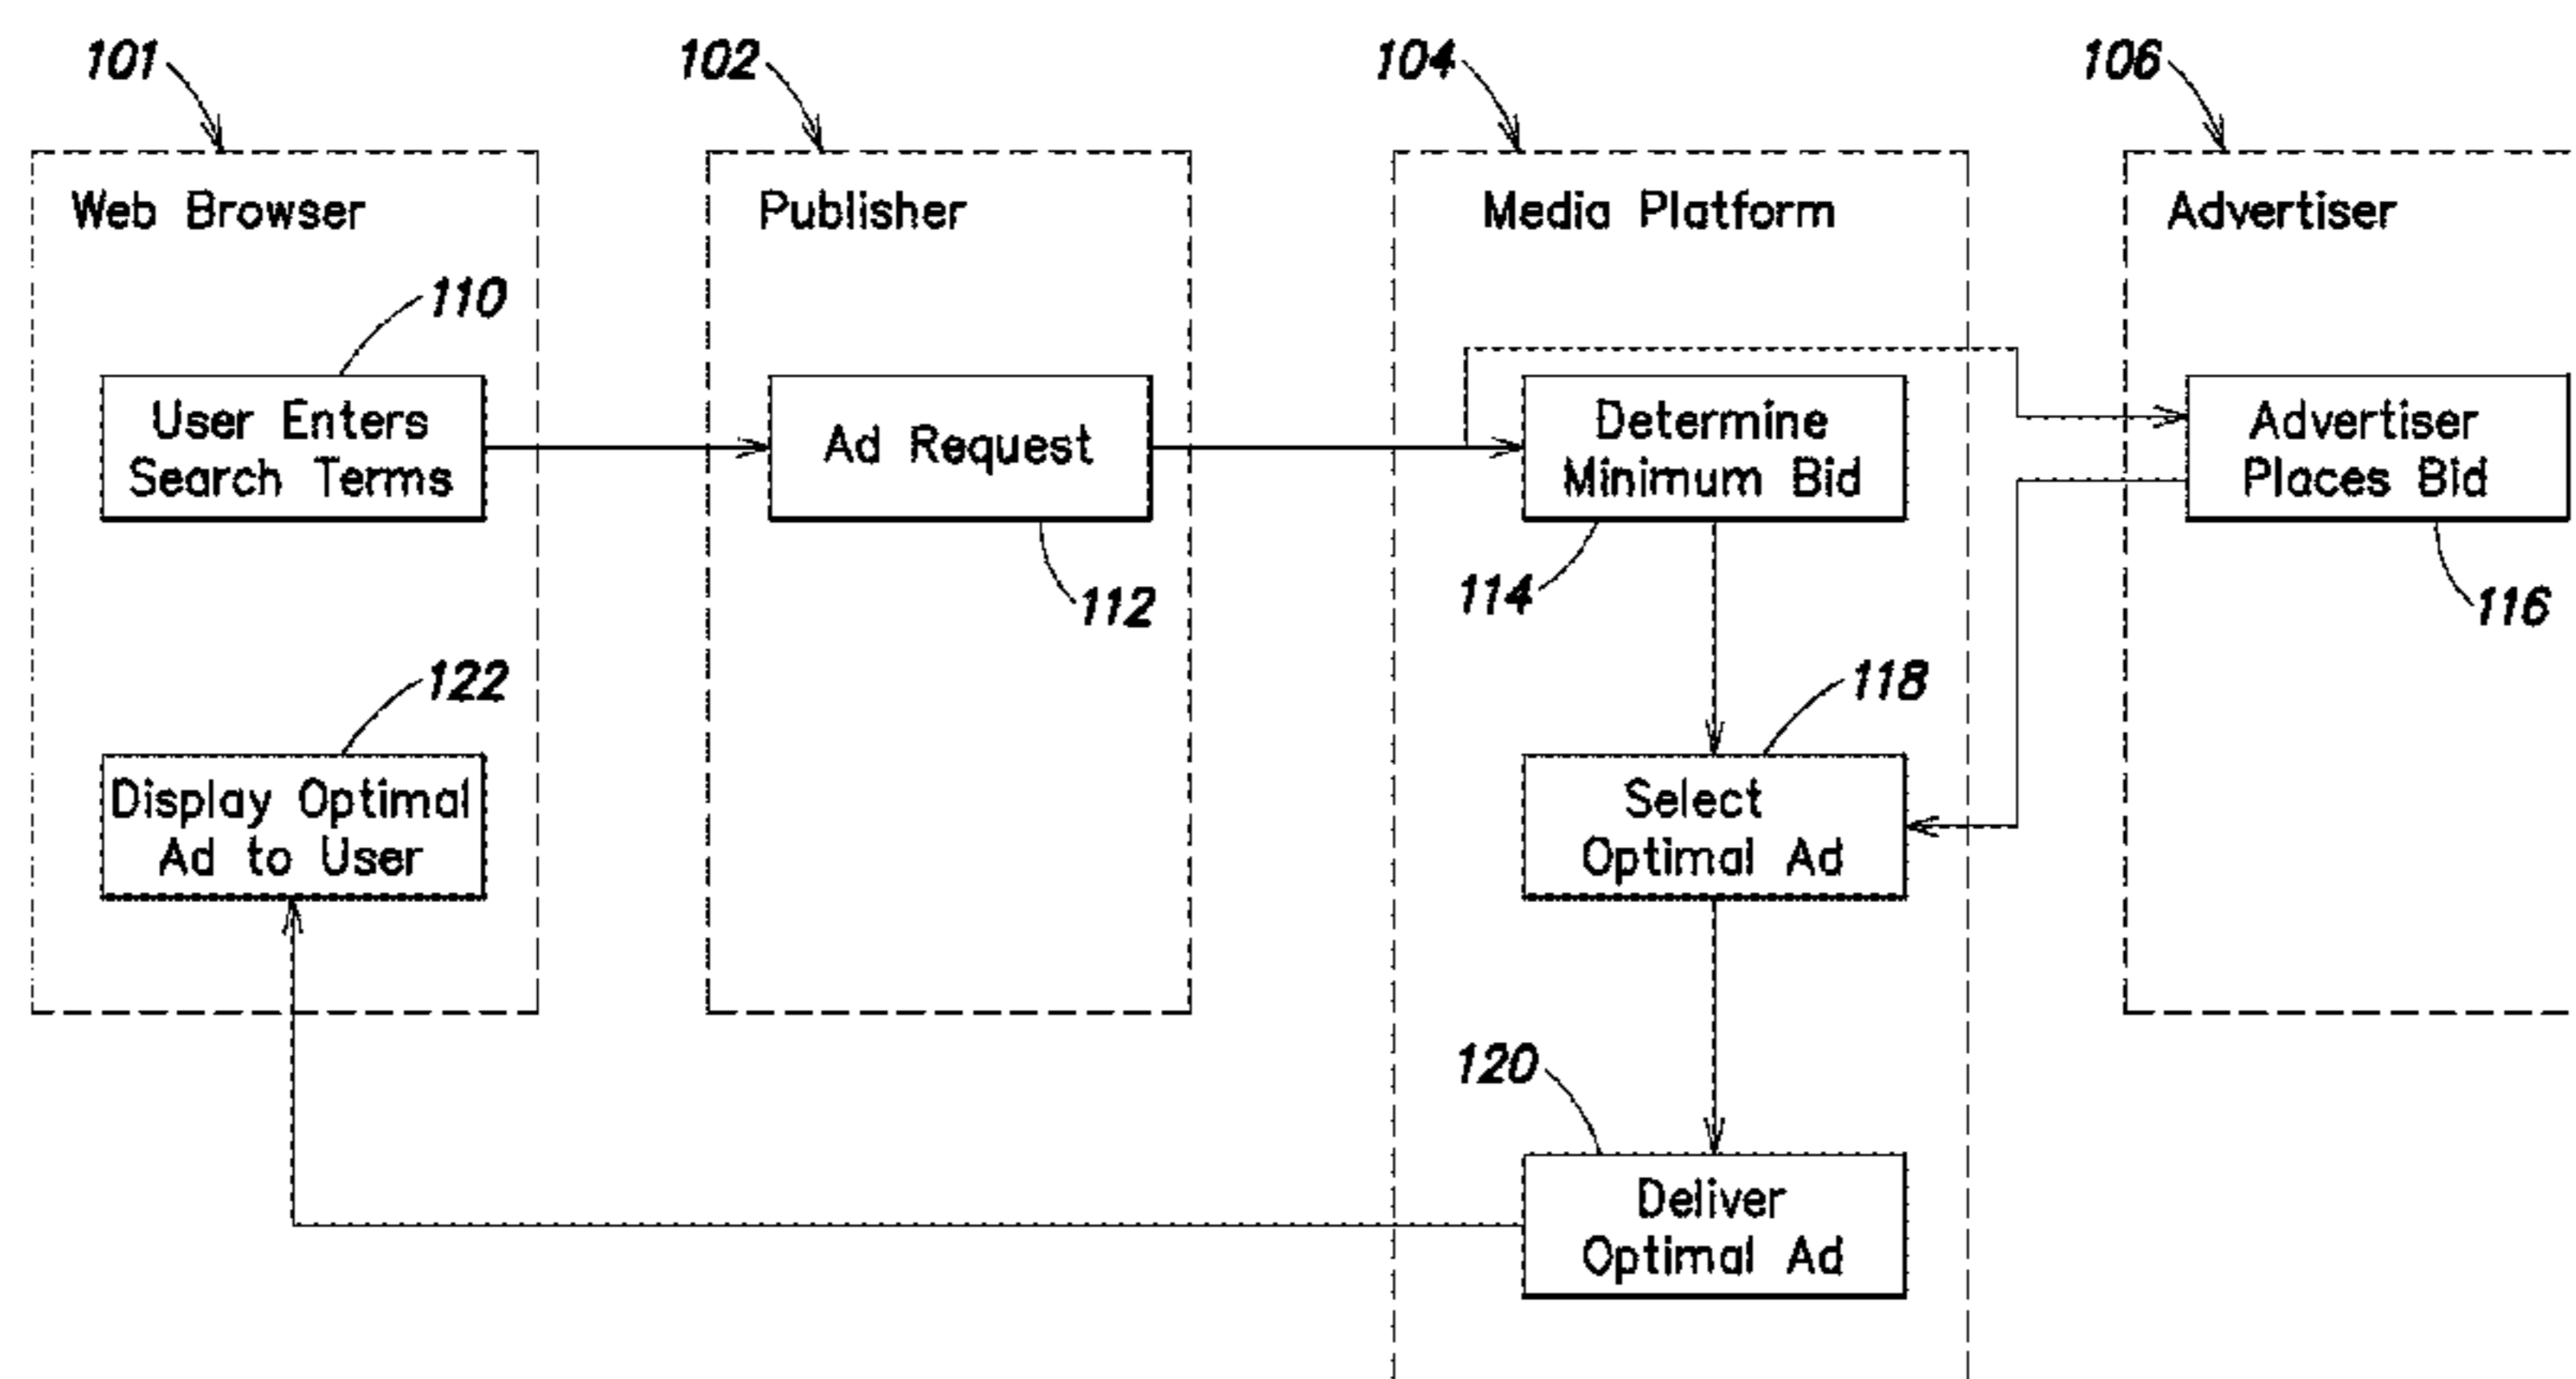 101
102
104
106
Web Browser
Publisher
Media Platform
Advertiser
110
User Enters
Search Terms
Ad Request
Determine
Minimum Bid
Advertiser
Places Bid
112
114
116
122
118
Display Optimal
Ad to User
Select
Optimal Ad
120
Deliver
Optimal Ad